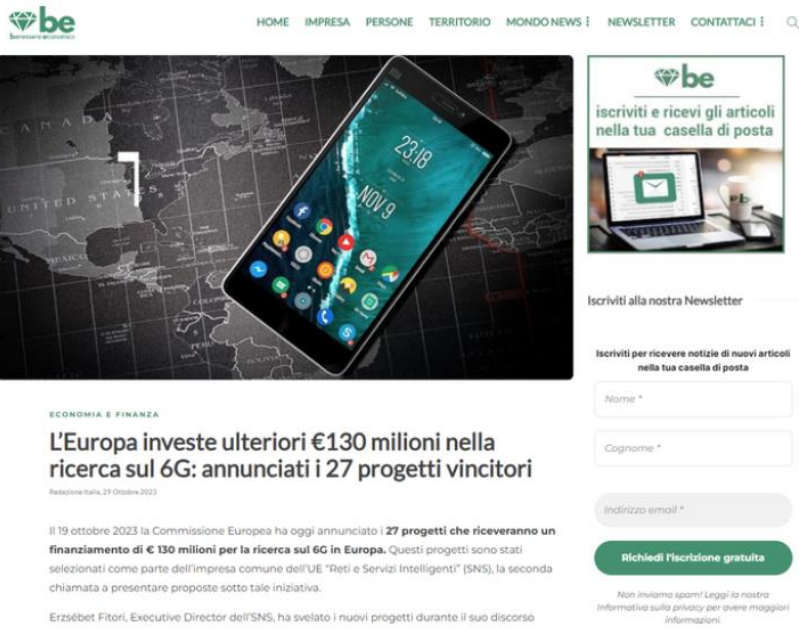 be
benessere economico
HOME IMPRESA PERSONE TERRITORIO MONDO NEWS NEWSLETTER CONTATTACI
CANADA
UNITED STATES
MEXICO
PERU
23:18
NOV 9
be
iscriviti e ricevi gli articoli
nella tua casella di posta
be
Iscriviti alla nostra Newsletter
Iscriviti per ricevere notizie di nuovi articoli
nella tua casella di posta
Nome *
Cognome *
Indirizzo email *
Richiedi l'iscrizione gratuita
Non inviamo spam! Leggi la nostra
Informativa sulla privacy per avere maggiori
informazioni.
ECONOMIA E FINANZA
L'Europa investe ulteriori €130 milioni nella
ricerca sul 6G: annunciati i 27 progetti vincitori
Redazione Italia, 29 Ottobre 2023
Il 19 ottobre 2023 la Commissione Europea ha oggi annunciato i 27 progetti che riceveranno un
finanziamento di € 130 milioni per la ricerca sul 6G in Europa. Questi progetti sono stati
selezionati come parte dell'impresa comune dell'UE "Reti e Servizi Intelligenti" (SNS), la seconda
chiamata a presentare proposte sotto tale iniziativa.
Erzsébet Fitori, Executive Director dell'SNS, ha svelato i nuovi progetti durante il suo discorso